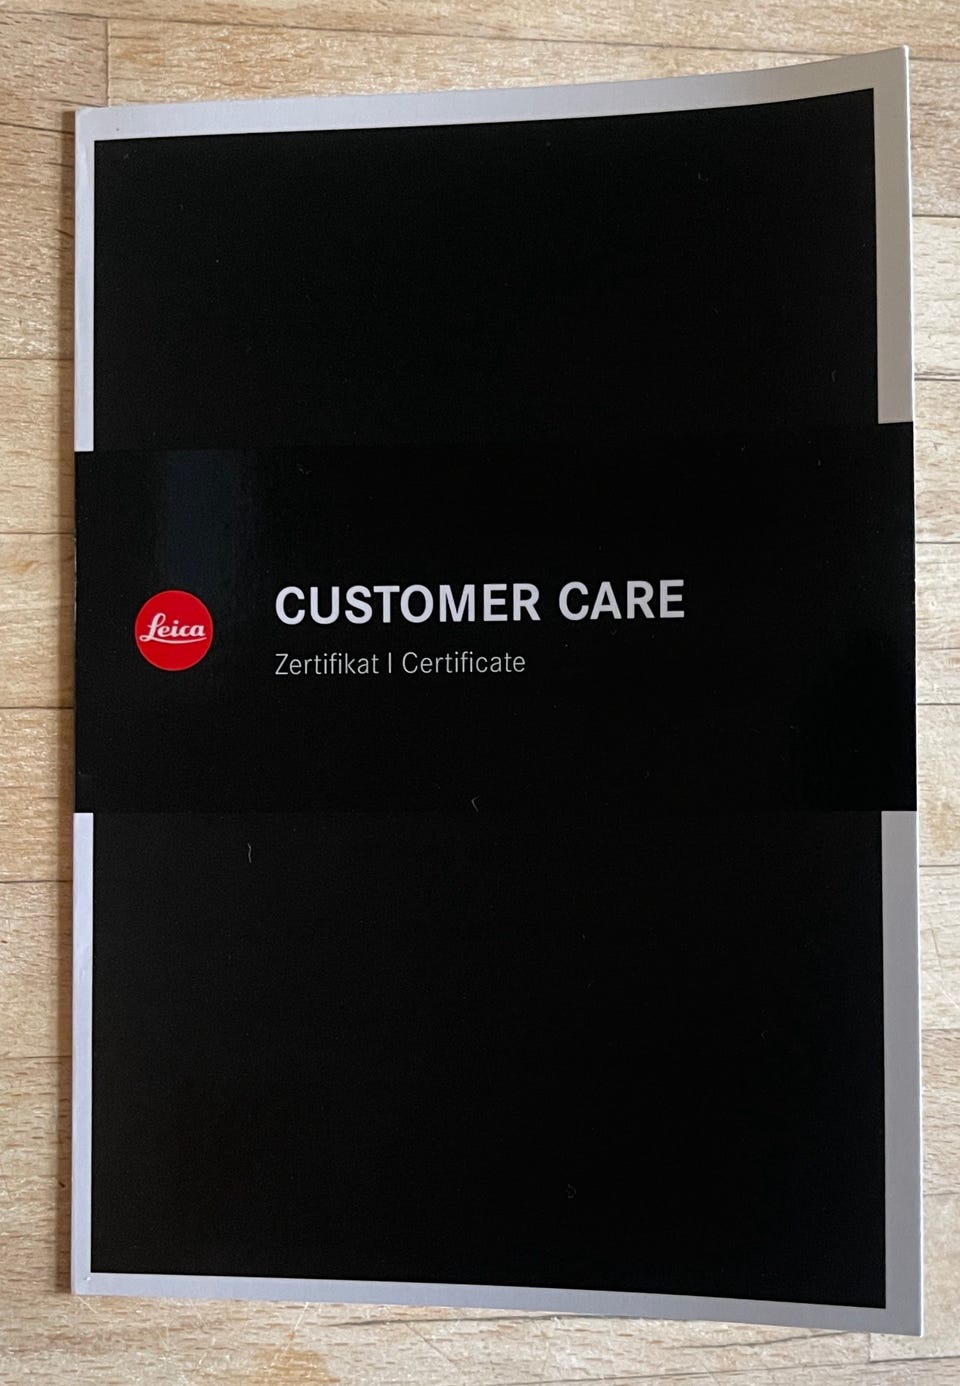 Leica
CUSTOMER CARE
Zertifikat | Certificate